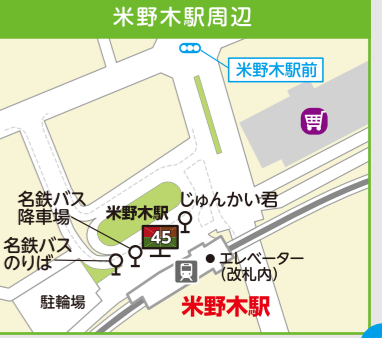 米野木駅周辺
米野木駅前
名鉄バス
降車場
米野木駅
じゅんかい君
45
名鉄バス
のりば
エレベーター
(改札内)
駐輪場
米野木駅